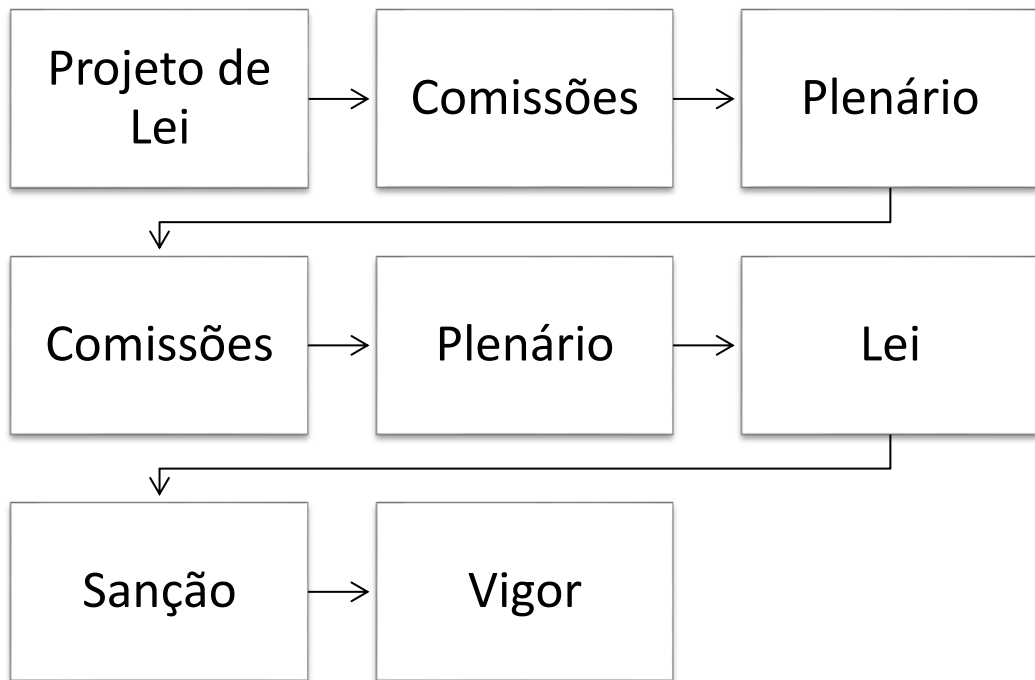 Projeto de
Lei
Comissões
Plenário
Comissões
Plenário
Lei
Sanção
Vigor